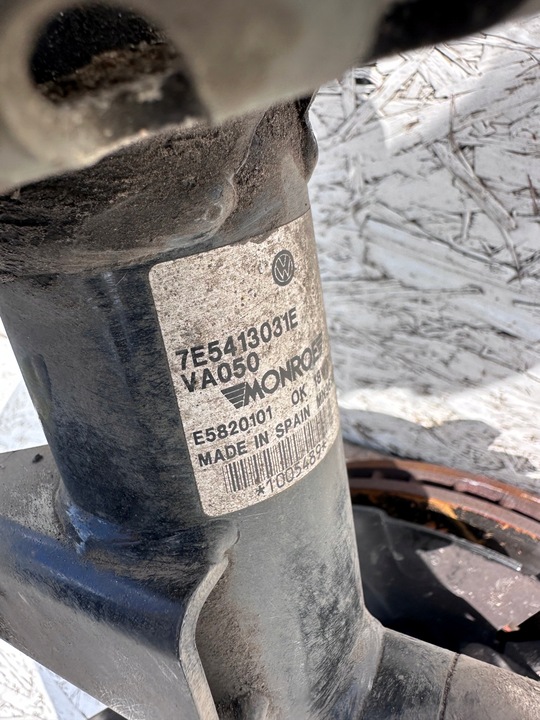 7E5413031E
VA050
MONROE
E5820101 OK
MADE IN SPAIN